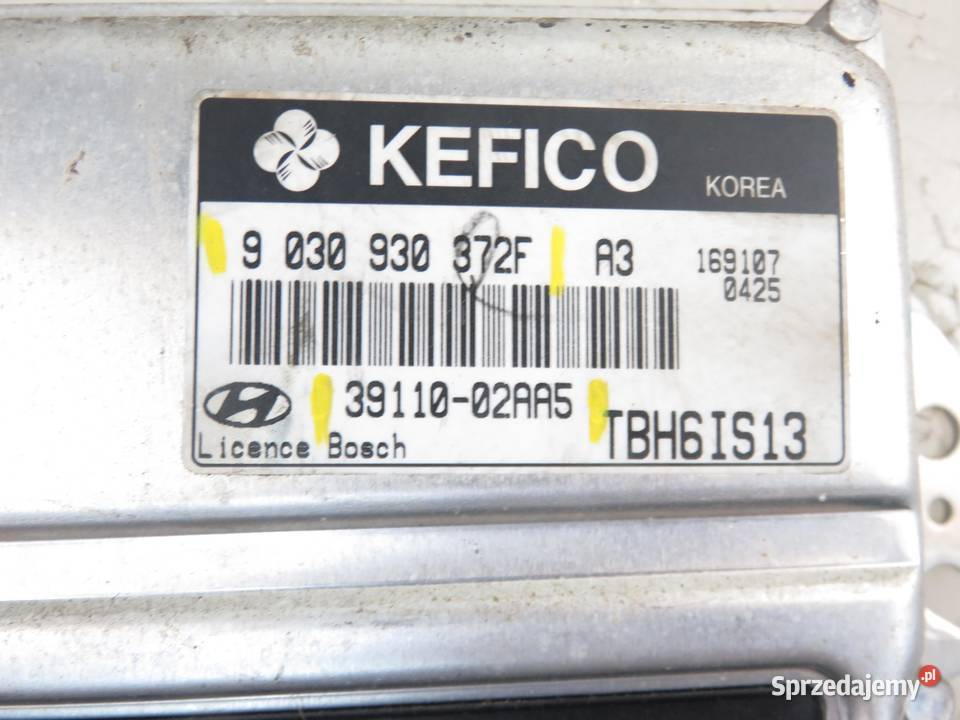 KEFICO
KOREA
9 030 930 372F A3 169107
0425
39110-02AA5
Licence Bosch
TBH6IS13
Sprzedajemy.pl